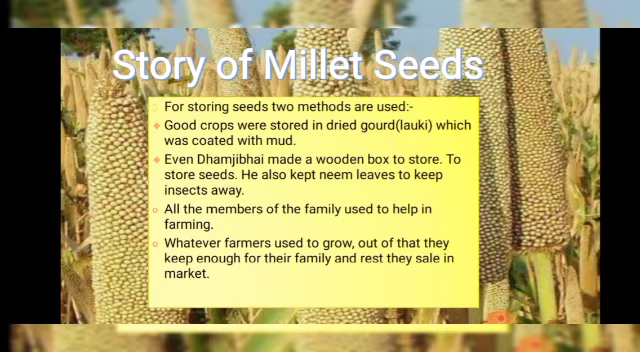 Story of Millet Seeds
For storing seeds two methods are used:-
Good crops were stored in dried gourd(lauki) which
was coated with mud.
Even Dhamjibhai made a wooden box to store. To
store seeds. He also kept neem leaves to keep
insects away.
All the members of the family used to help in
farming.
Whatever farmers used to grow, out of that they
keep enough for their family and rest they sale in
market.